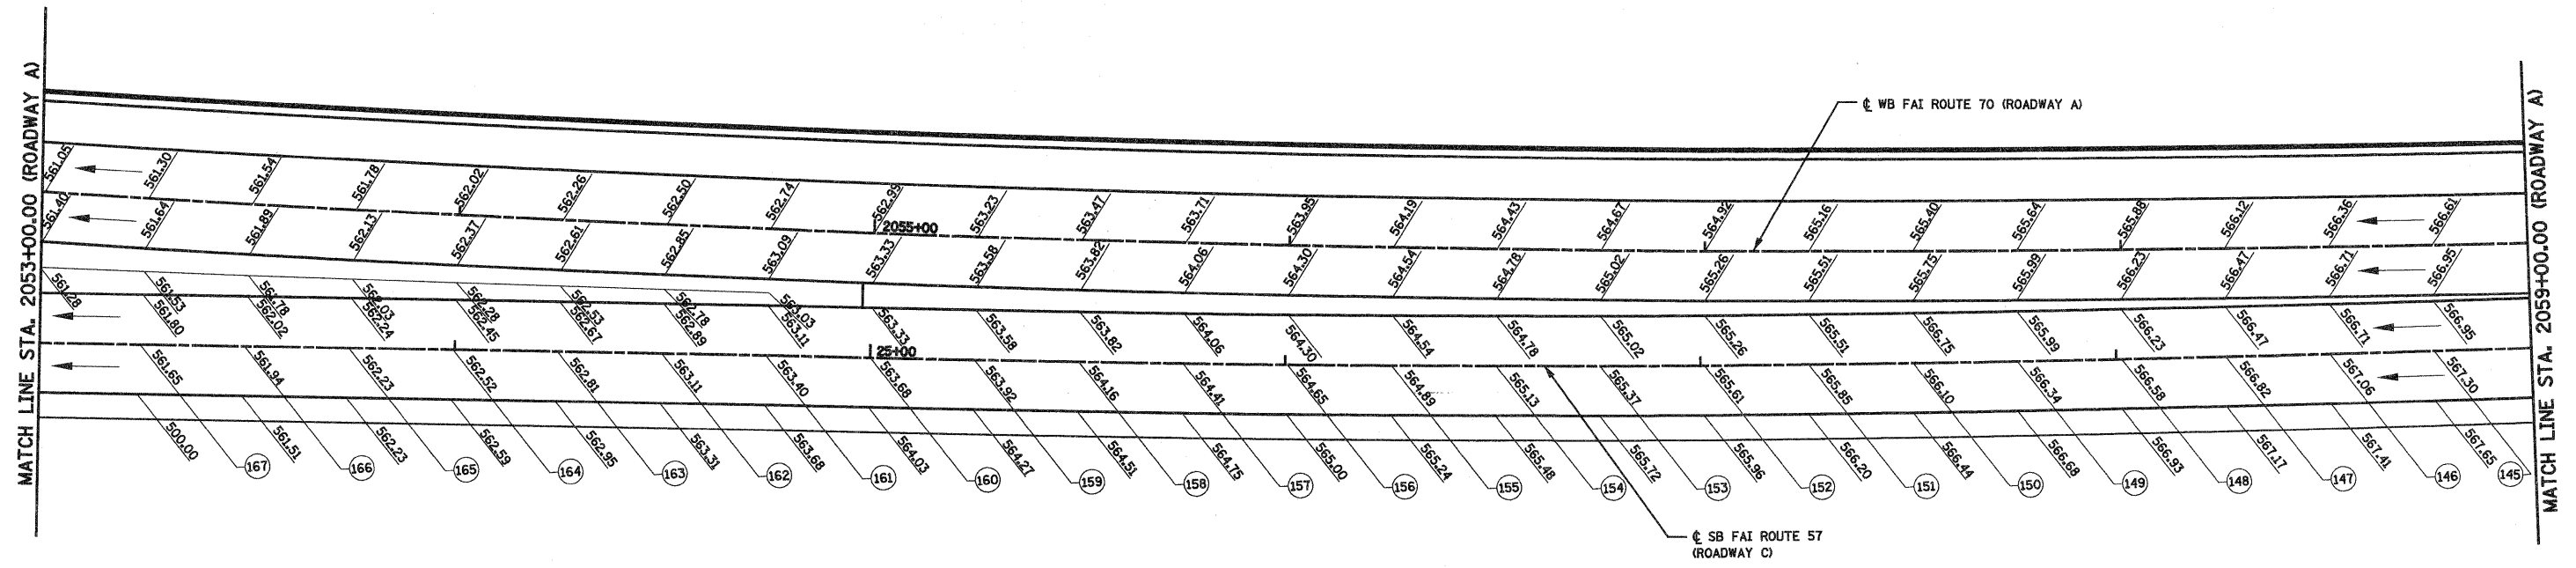 MATCH LINE STA. 2053+00.00 (ROADWAY A)
℄ WB FAI ROUTE 70 (ROADWAY A)
MATCH LINE STA. 2059+00.00 (ROADWAY A)
561.05 561.30 561.54 561.78 562.02 562.26 562.50 562.74 562.99 563.23 563.47 563.71 563.95 564.19 564.43 564.67 564.92 565.16 565.40 565.64 565.88 566.12 566.36 566.61
2055+00
561.40 561.64 561.89 562.13 562.37 562.61 562.85 563.09 563.33 563.58 563.82 564.06 564.30 564.54 564.78 565.02 565.26 565.51 565.75 565.99 566.23 566.47 566.71 566.95
561.28 561.53 561.78 562.03 562.28 562.53 562.78 563.03
561.80 562.02 562.24 562.45 562.67 562.89 563.11 563.33 563.58 563.82 564.06 564.30 564.54 564.78 565.02 565.26 565.51 566.75 565.99 566.23 566.47 566.71 566.95
25+00
561.65 561.94 562.23 562.52 562.81 563.11 563.40 563.68 563.92 564.16 564.41 564.65 564.89 565.13 565.37 565.61 565.85 566.10 566.34 566.58 566.82 567.06 567.30
500.00 561.51 562.23 562.59 562.95 563.31 563.68 564.03 564.27 564.51 564.75 565.00 565.24 565.48 565.72 565.96 566.20 566.44 566.68 566.93 567.17 567.41 567.65
167 166 165 164 163 162 161 160 159 158 157 156 155 154 153 152 151 150 149 148 147 146 145
℄ SB FAI ROUTE 57
(ROADWAY C)